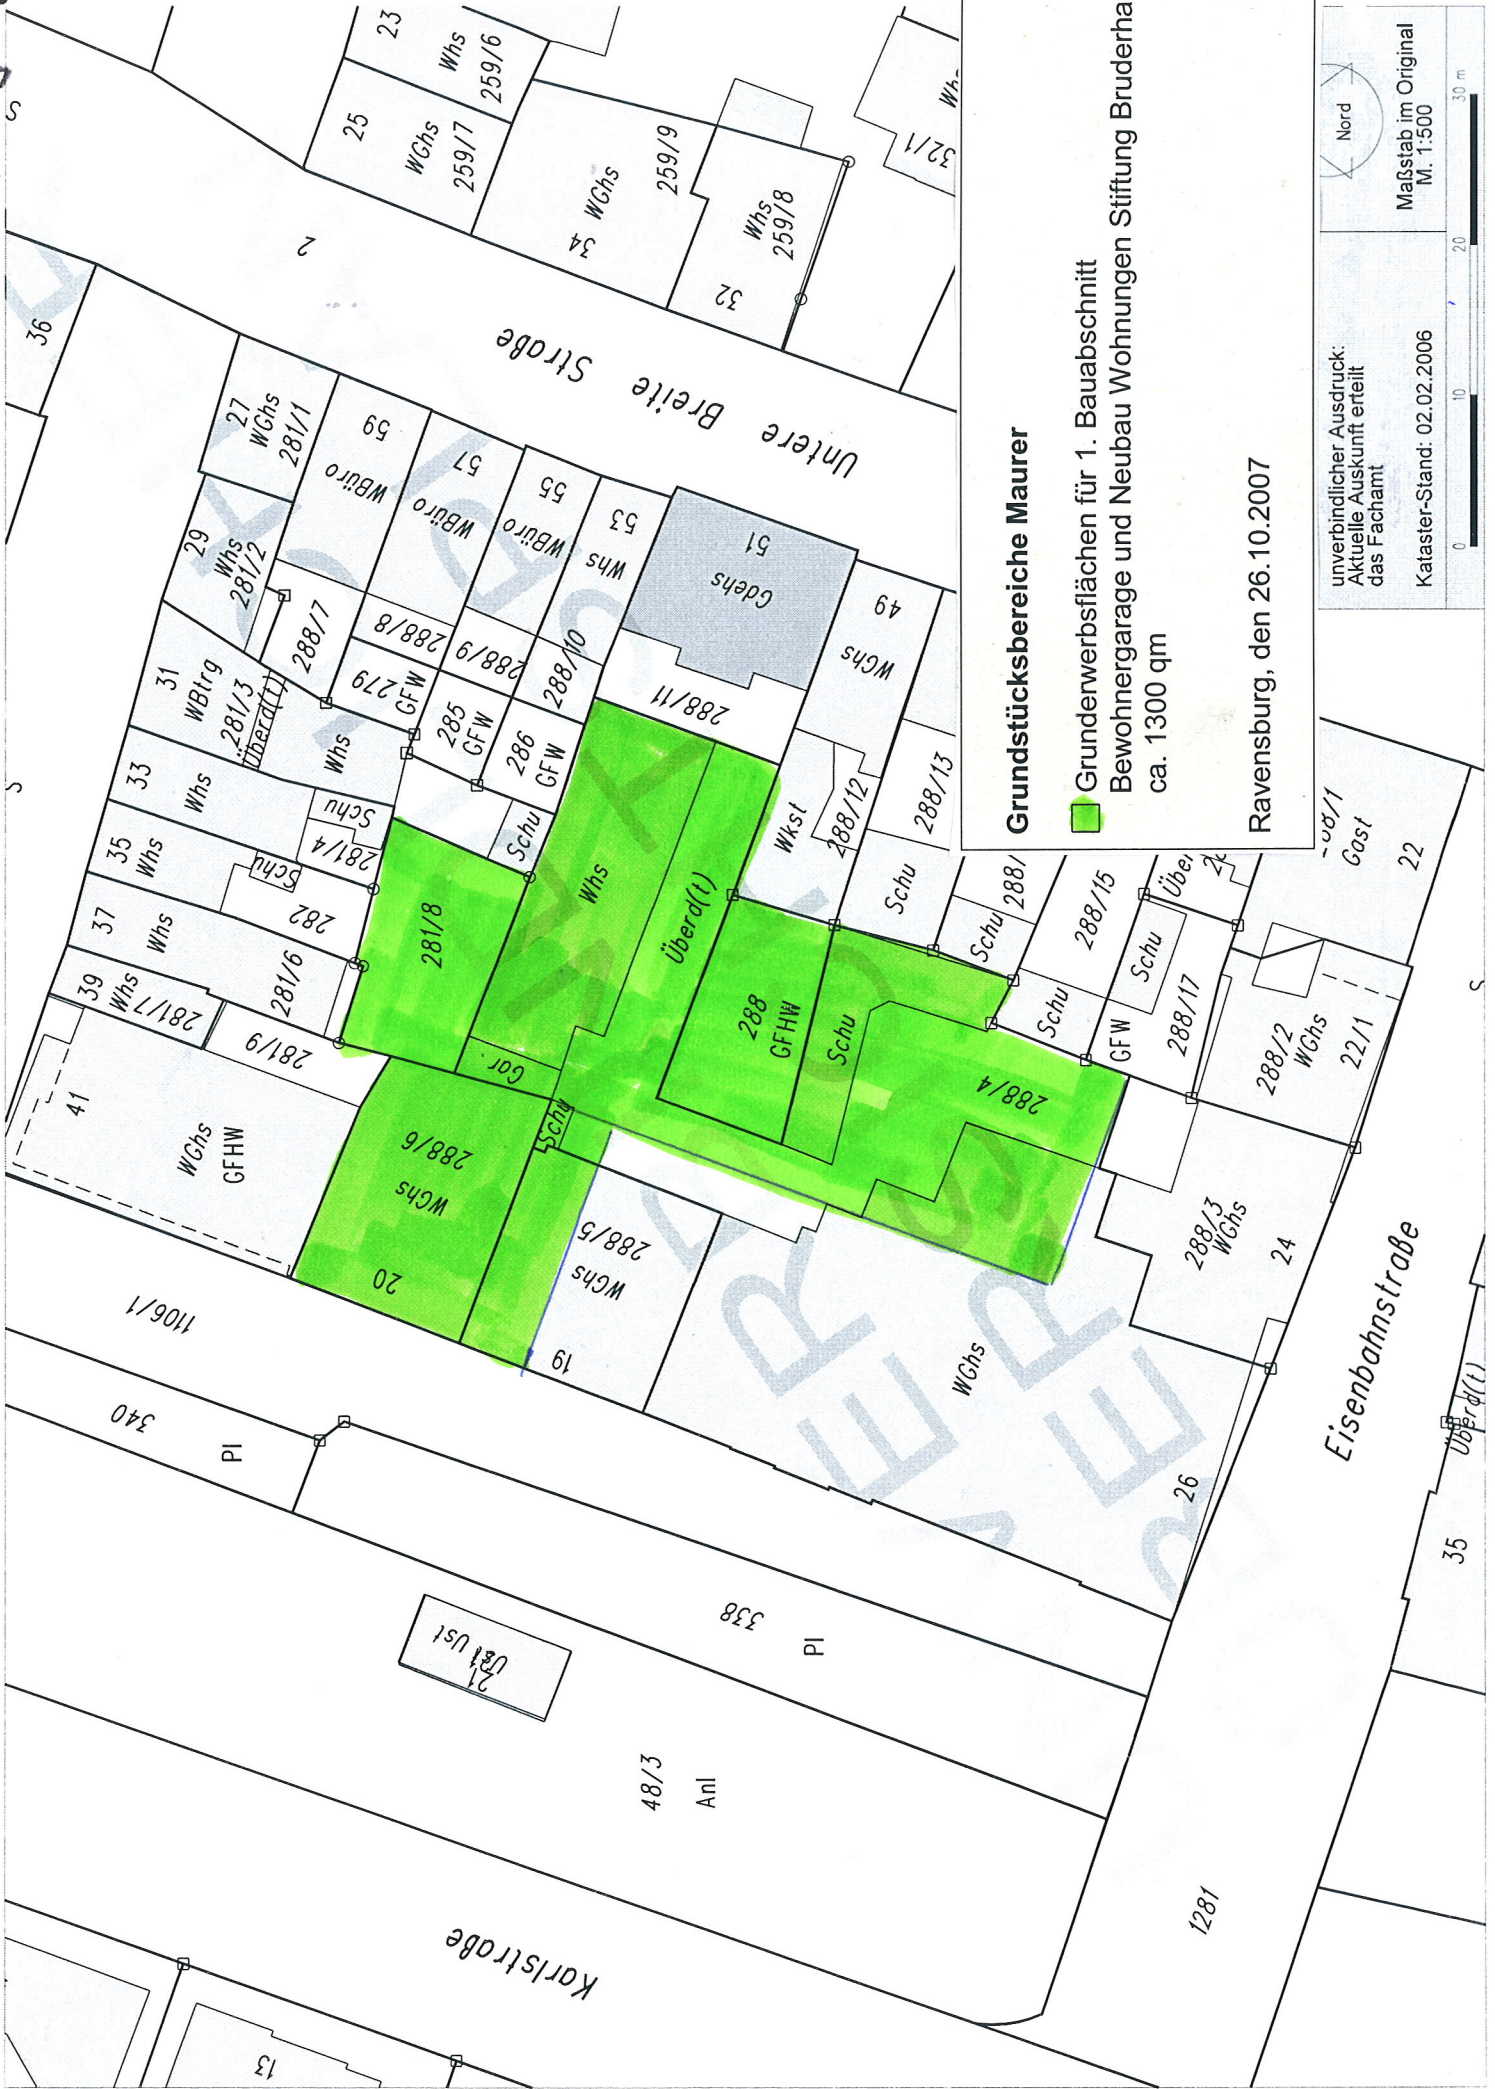 Grundstücksbereiche Maurer
Grunderwerbsflächen für 1. Bauabschnitt
Bewohnergarage und Neubau Wohnungen Stiftung Bruderha
ca. 1300 qm
Ravensburg, den 26.10.2007
unverbindlicher Ausdruck:
Aktuelle Auskunft erteilt
das Fachamt
Kataster-Stand: 02.02.2006
Nord
Maßstab im Original
M. 1:500
0 10 20 30 m
Untere Breite Straße
Eisenbahnstraße
Karlstraße
S
S
S
2
36
23
Whs
259/6
25
WGhs
259/7
34
WGhs
259/9
32
Whs
259/8
32/1
27
WGhs
281/1
29
Whs
281/2
31
WBtrg
281/3
Überd(t)
Whs
33
Whs
Schu
281/4
35
Whs
Schu
282
37
Whs
281/6
39
Whs
281/7
281/9
41
WGhs
GFHW
59
WBüro
57
WBüro
55
WBüro
53
Whs
51
Gdehs
49
WGhs
288/7
288/8
288/9
288/10
288/11
279
GFW
285
GFW
286
GFW
Schu
281/8
Whs
Überd(t)
Gar
Schu
288
GFHW
Schu
288/4
288/6
WGhs
20
288/5
WGhs
19
Wkst
288/12
288/13
Schu
Schu
288/
288/15
Schu
GFW
Schu
288/17
Gast
22
288/2
WGhs
22/1
288/3
WGhs
24
WGhs
26
1106/1
340
Pl
338
Pl
21
Ust
48/3
Anl
1281
13
35
Überd(t)